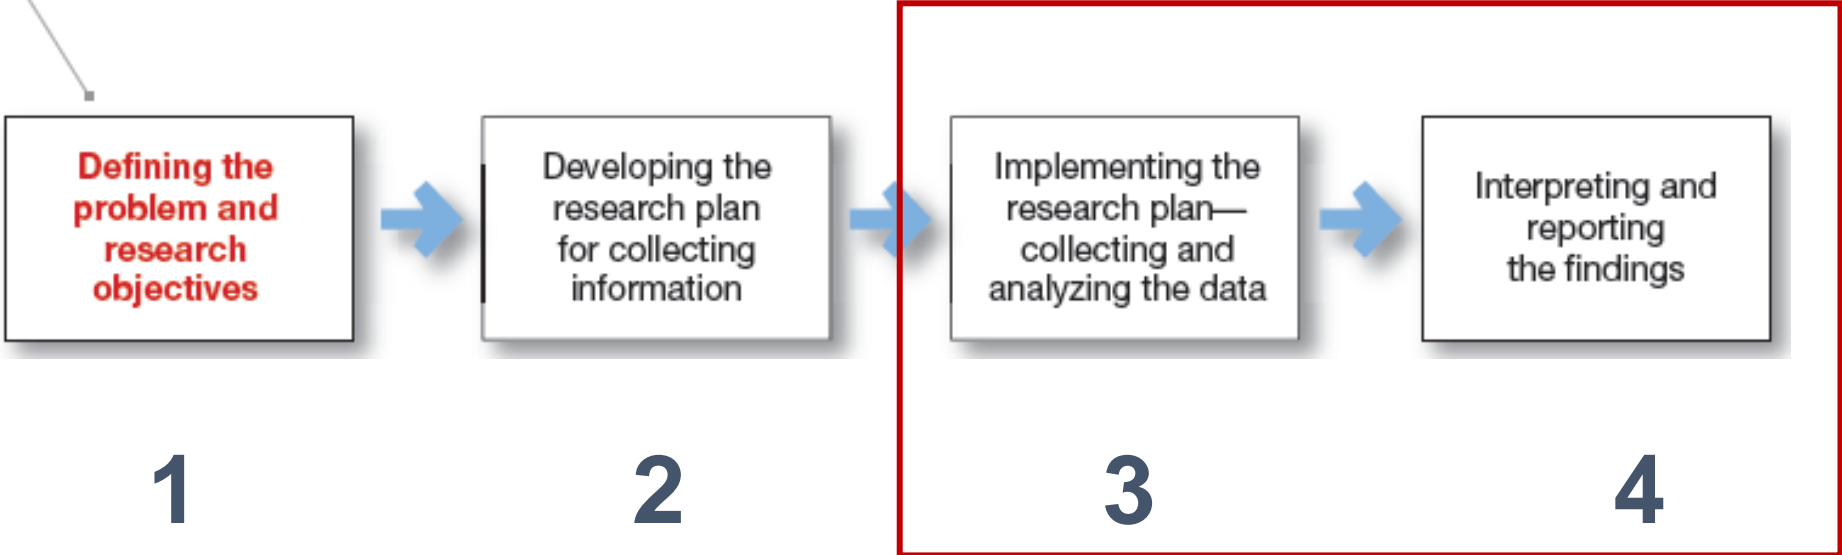 Defining the
problem and
research
objectives
Developing the
research plan
for collecting
information
Implementing the
research plan—
collecting and
analyzing the data
Interpreting and
reporting
the findings
1
2
3
4